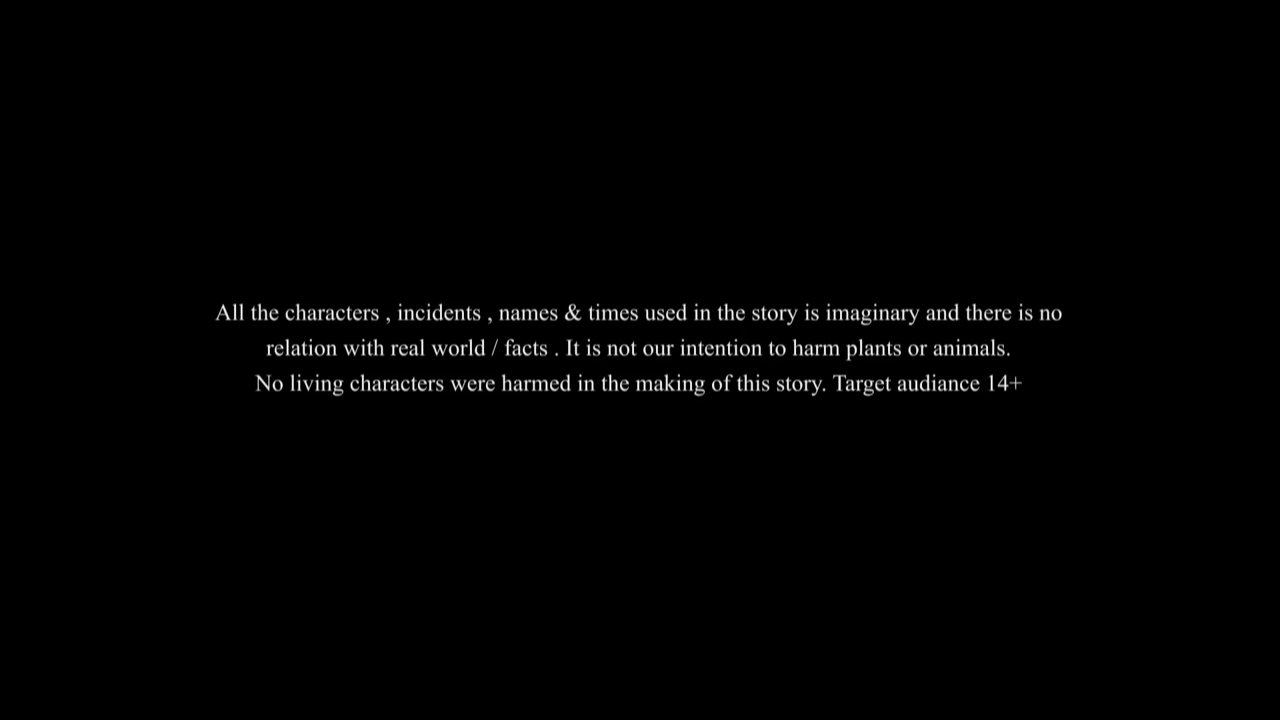 All the characters , incidents , names & times used in the story is imaginary and there is no
relation with real world / facts . It is not our intention to harm plants or animals.
No living characters were harmed in the making of this story. Target audiance 14+